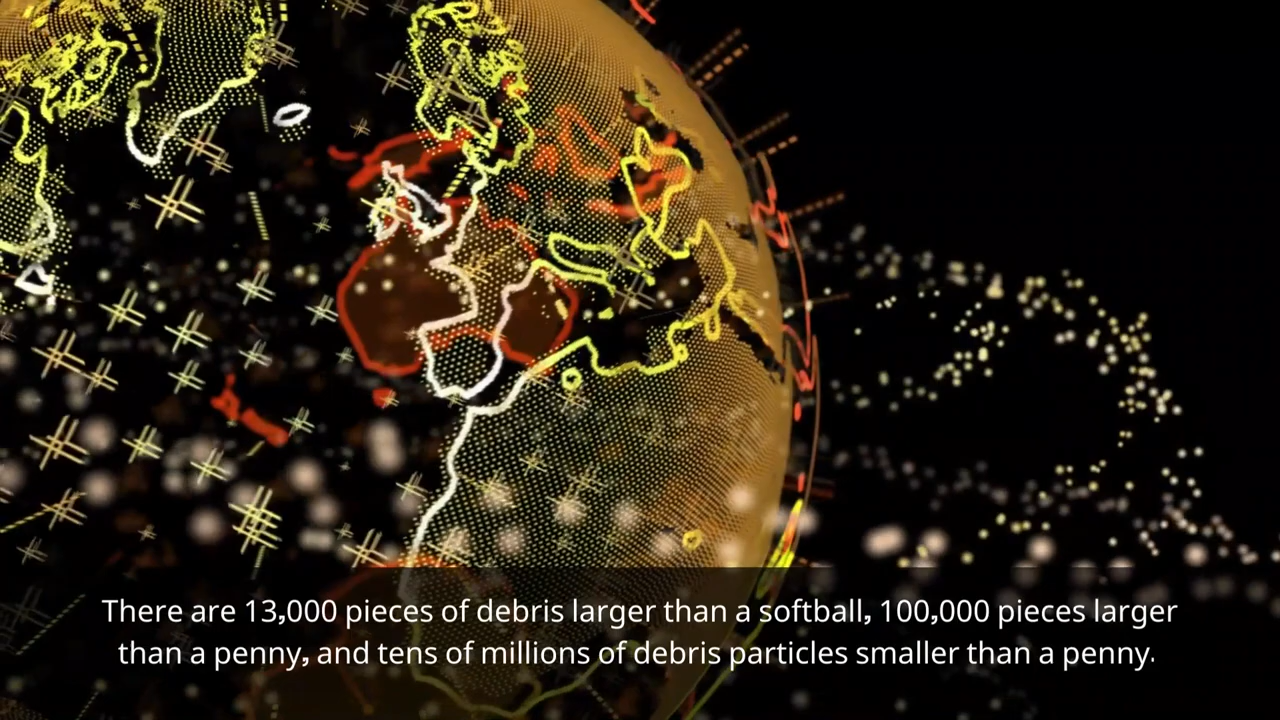 There are 13,000 pieces of debris larger than a softball, 100,000 pieces larger
than a penny, and tens of millions of debris particles smaller than a penny.